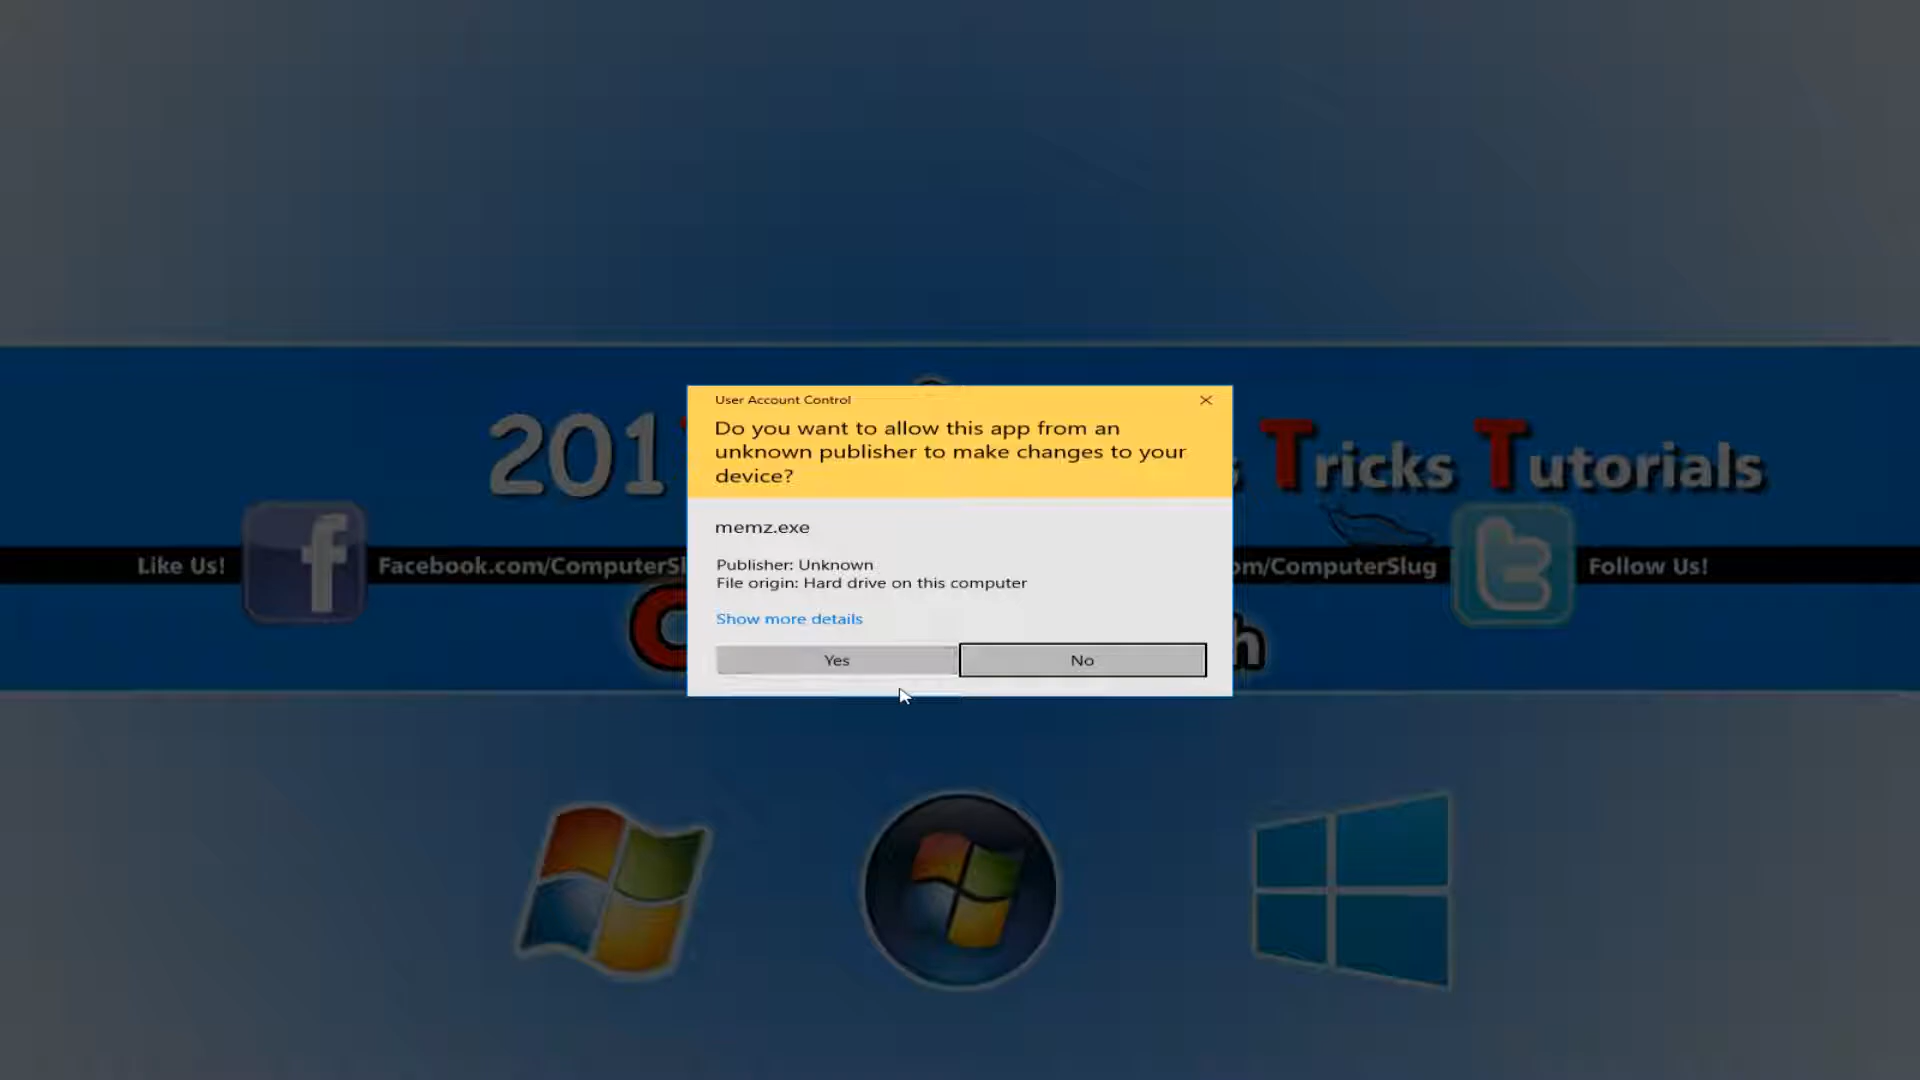 User Account Control
Do you want to allow this app from an
unknown publisher to make changes to your
device?
201
Tricks Tutorials
memz.exe
Like Us!
Facebook.com/ComputerSl
Publisher: Unknown
File origin: Hard drive on this computer
om/ComputerSlug
Follow Us!
Show more details
Yes
No